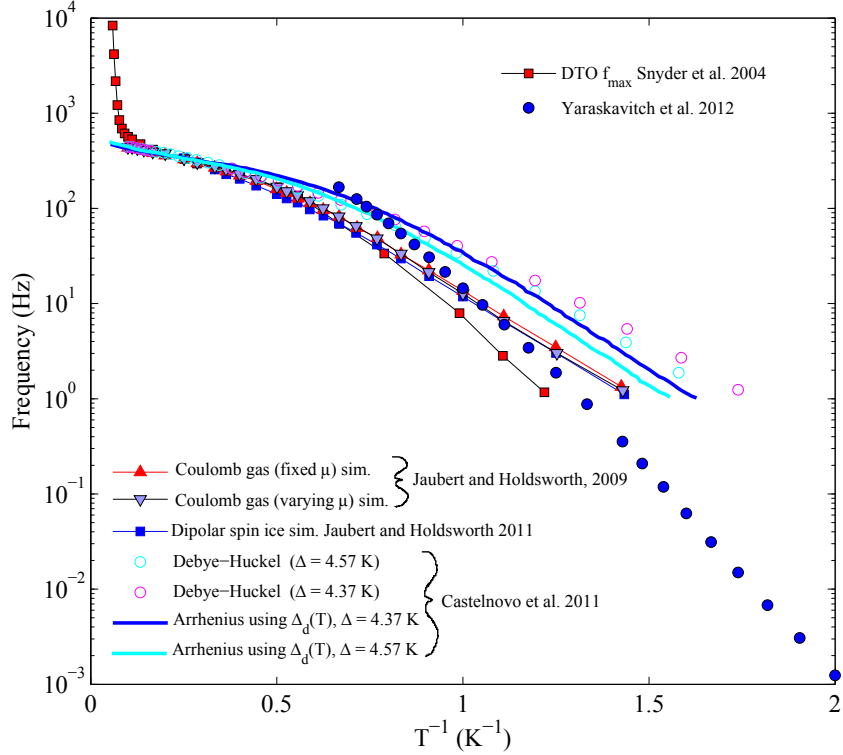 10^4
10^3
10^2
10^1
10^0
10^-1
10^-2
10^-3
Frequency (Hz)
DTO f_max Snyder et al. 2004
Yaraskavitch et al. 2012
Coulomb gas (fixed μ) sim.
Coulomb gas (varying μ) sim.
Jaubert and Holdsworth, 2009
Dipolar spin ice sim. Jaubert and Holdsworth 2011
Debye−Huckel (Δ = 4.57 K)
Debye−Huckel (Δ = 4.37 K)
Arrhenius using Δ_d(T), Δ = 4.37 K
Arrhenius using Δ_d(T), Δ = 4.57 K
Castelnovo et al. 2011
0 0.5 1 1.5 2
T^−1 (K^−1)